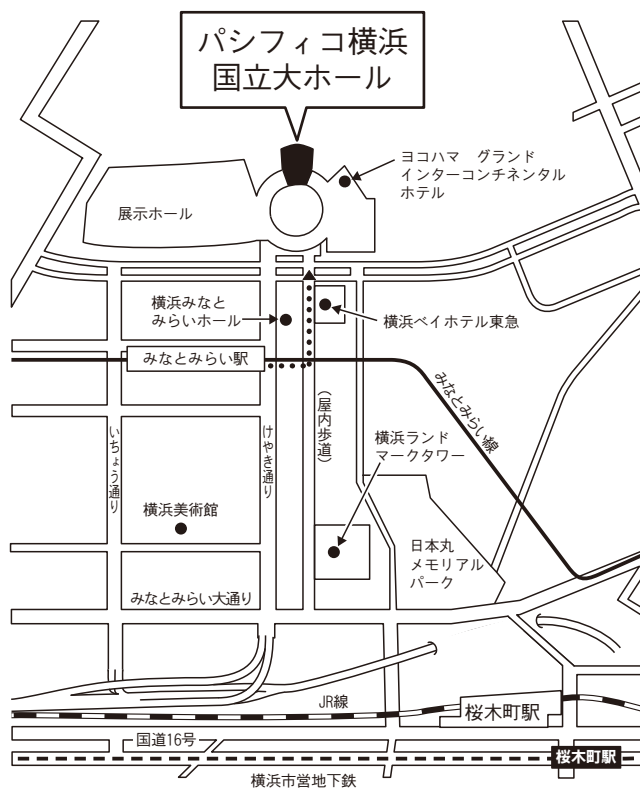 パシフィコ横浜
国立大ホール
ヨコハマ　グランド
インターコンチネンタル
ホテル
展示ホール
横浜みなと
みらいホール
横浜ベイホテル東急
みなとみらい駅
みなとみらい線
いちょう通り
けやき通り
（屋内歩道）
横浜ランド
マークタワー
横浜美術館
日本丸
メモリアル
パーク
みなとみらい大通り
JR線
桜木町駅
国道16号
桜木町駅
横浜市営地下鉄